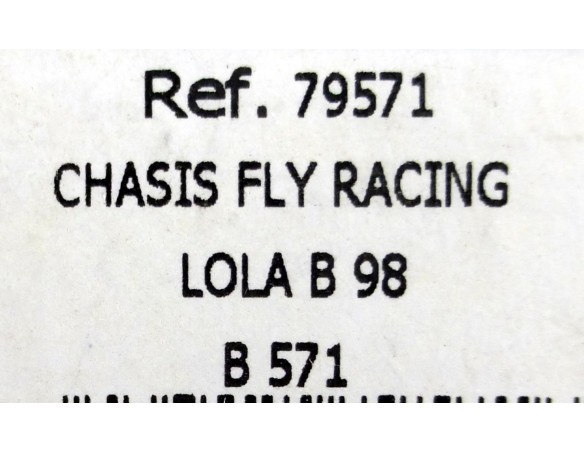 Ref. 79571
CHASIS FLY RACING
LOLA B 98
B 571